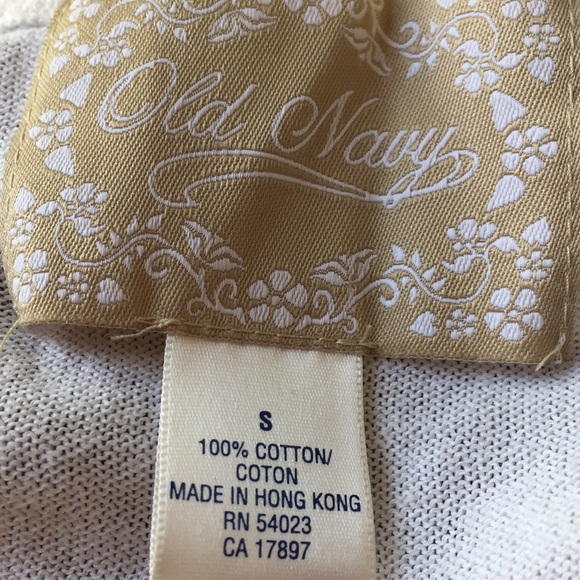 Old Navy
S
100% COTTON/
COTON
MADE IN HONG KONG
RN 54023
CA 17897